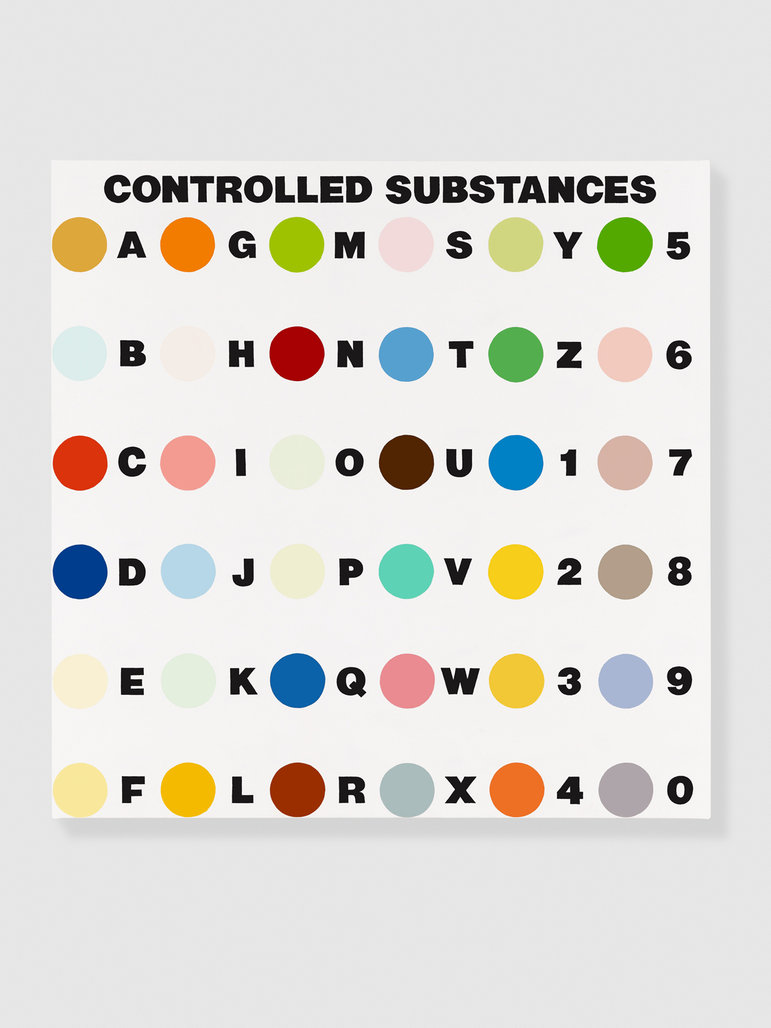 CONTROLLED SUBSTANCES
A G M S Y 5
B H N T Z 6
C I O U 1 7
D J P V 2 8
E K Q W 3 9
F L R X 4 0